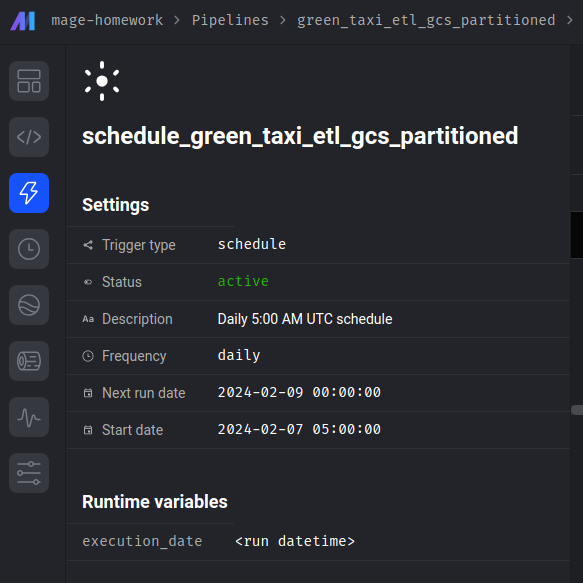 mage-homework > Pipelines > green_taxi_etl_gcs_partitioned >
schedule_green_taxi_etl_gcs_partitioned
Settings
Trigger type schedule
Status active
Aa Description Daily 5:00 AM UTC schedule
Frequency daily
Next run date 2024-02-09 00:00:00
Start date 2024-02-07 05:00:00
Runtime variables
execution_date <run datetime>